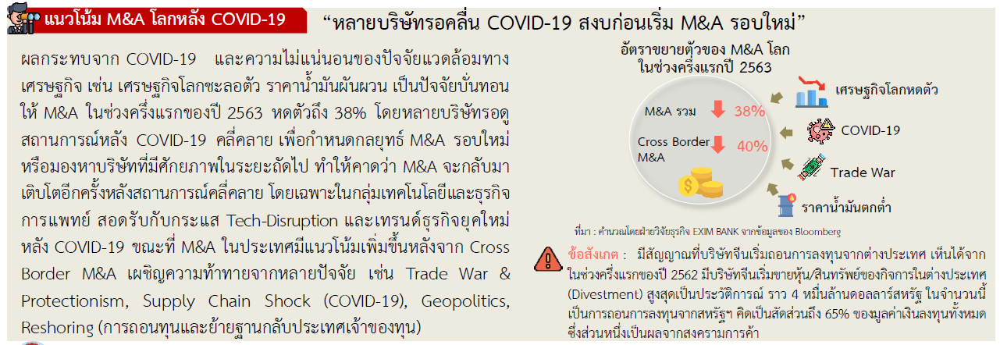 แนวโน้ม M&A โลกหลัง COVID-19
“หลายบริษัทรอคลื่น COVID-19 สงบก่อนเริ่ม M&A รอบใหม่”
ผลกระทบจาก COVID-19 และความไม่แน่นอนของปัจจัยแวดล้อมทาง
เศรษฐกิจ เช่น เศรษฐกิจโลกชะลอตัว ราคาน้ำมันผันผวน เป็นปัจจัยบั่นทอน
ให้ M&A ในช่วงครึ่งแรกของปี 2563 หดตัวถึง 38% โดยหลายบริษัทรอดู
สถานการณ์หลัง COVID-19 คลี่คลาย เพื่อกำหนดกลยุทธ์ M&A รอบใหม่
หรือมองหาบริษัทที่มีศักยภาพในระยะถัดไป ทำให้คาดว่า M&A จะกลับมา
เติบโตอีกครั้งหลังสถานการณ์คลี่คลาย โดยเฉพาะในกลุ่มเทคโนโลยีและธุรกิจ
การแพทย์ สอดรับกับกระแส Tech-Disruption และเทรนด์ธุรกิจยุคใหม่
หลัง COVID-19 ขณะที่ M&A ในประเทศมีแนวโน้มเพิ่มขึ้นหลังจาก Cross
Border M&A เผชิญความท้าทายจากหลายปัจจัย เช่น Trade War &
Protectionism, Supply Chain Shock (COVID-19), Geopolitics,
Reshoring (การถอนทุนและย้ายฐานกลับประเทศเจ้าของทุน)
อัตราขยายตัวของ M&A โลก
ในช่วงครึ่งแรกปี 2563
M&A รวม 38%
Cross Border
M&A
40%
เศรษฐกิจโลกหดตัว
COVID-19
Trade War
ราคาน้ำมันตกต่ำ
ที่มา : คำนวณโดยฝ่ายวิจัยธุรกิจ EXIM BANK จากข้อมูลของ Bloomberg
ข้อสังเกต : มีสัญญาณที่บริษัทจีนเริ่มถอนการลงทุนจากต่างประเทศ เห็นได้จาก
ในช่วงครึ่งแรกของปี 2562 มีบริษัทจีนเริ่มขายหุ้น/สินทรัพย์ของกิจการในต่างประเทศ
(Divestment) สูงสุดเป็นประวัติการณ์ ราว 4 หมื่นล้านดอลลาร์สหรัฐ ในจำนวนนี้
เป็นการถอนการลงทุนจากสหรัฐฯ คิดเป็นสัดส่วนถึง 65% ของมูลค่าเงินลงทุนทั้งหมด
ซึ่งส่วนหนึ่งเป็นผลจากสงครามการค้า